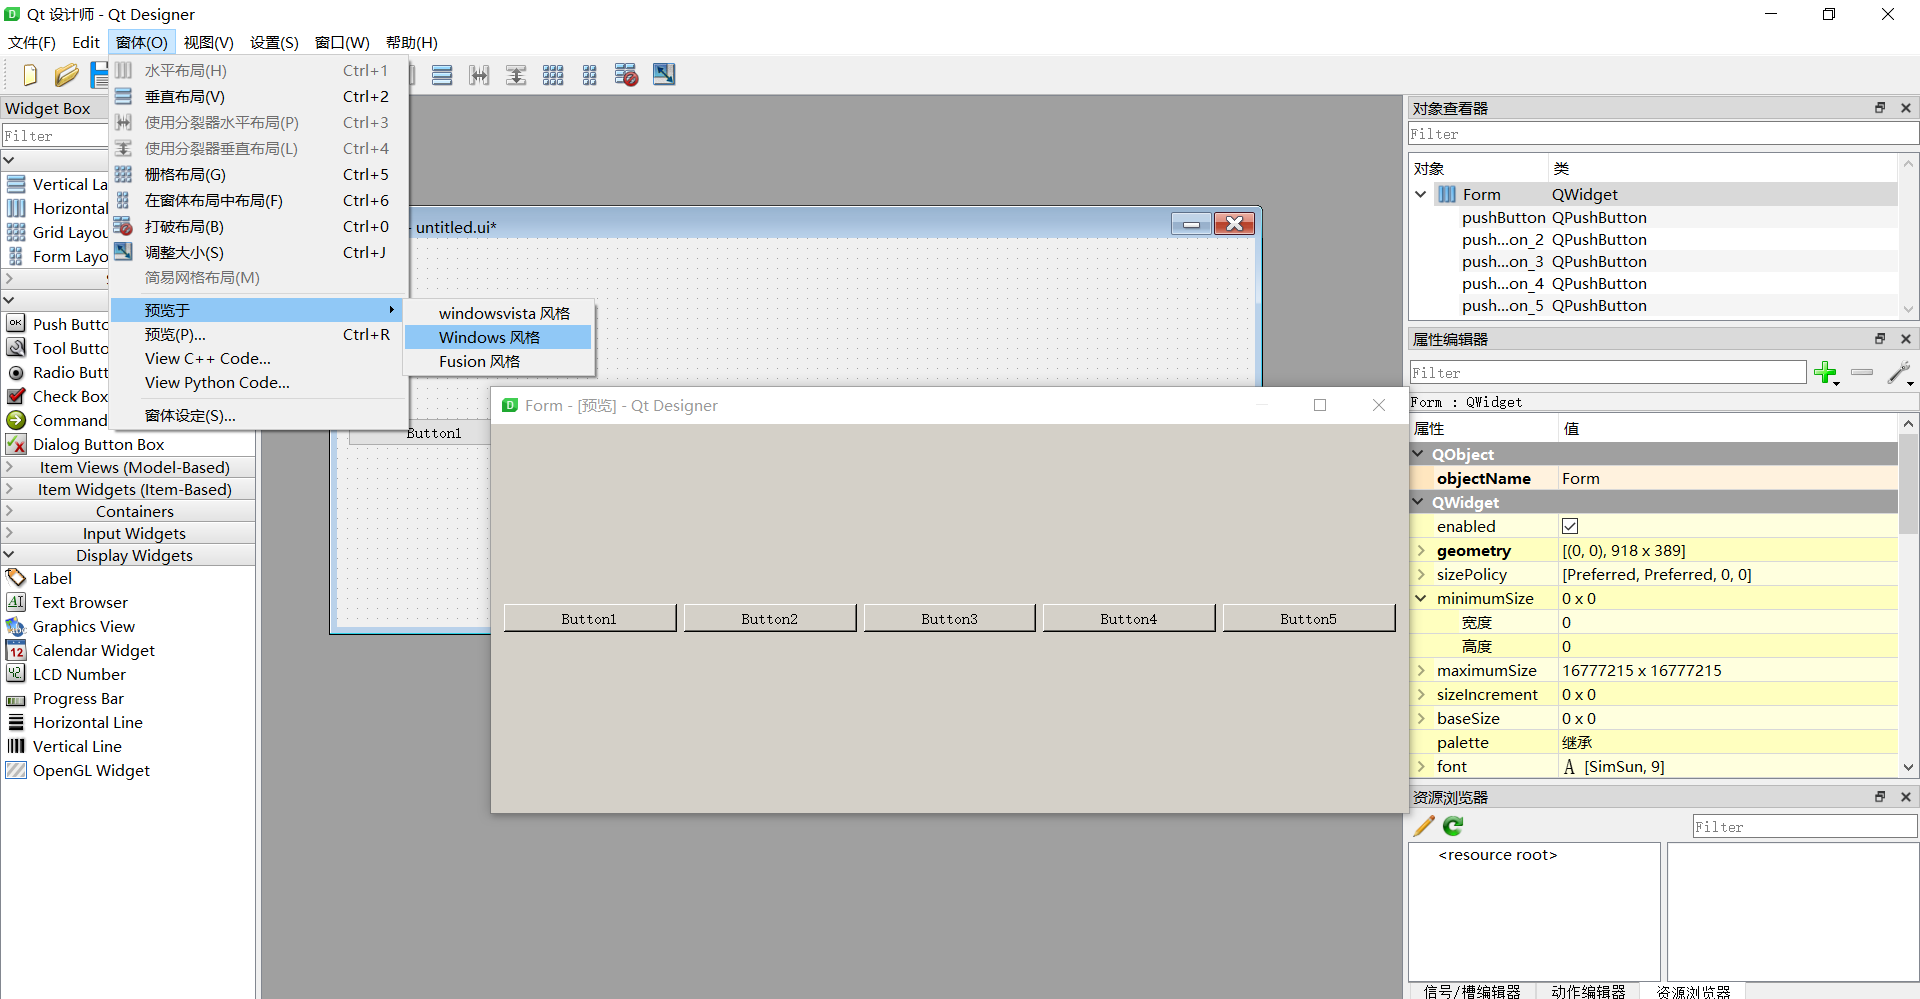 Qt 设计师 - Qt Designer
文件(F) Edit 窗体(O) 视图(V) 设置(S) 窗口(W) 帮助(H)
水平布局(H) Ctrl+1
垂直布局(V) Ctrl+2
使用分裂器水平布局(P) Ctrl+3
使用分裂器垂直布局(L) Ctrl+4
栅格布局(G) Ctrl+5
在窗体布局中布局(F) Ctrl+6
打破布局(B) Ctrl+0
调整大小(S) Ctrl+J
简易网格布局(M)
预览于
预览(P)... Ctrl+R
View C++ Code...
View Python Code...
窗体设定(S)...
windowsvista 风格
Windows 风格
Fusion 风格
Widget Box
Filter
Vertical La
Horizontal
Grid Layou
Form Layo
Push Butto
Tool Butto
Radio Butt
Check Box
Command
Dialog Button Box
Item Views (Model-Based)
Item Widgets (Item-Based)
Containers
Input Widgets
Display Widgets
Label
Text Browser
Graphics View
Calendar Widget
LCD Number
Progress Bar
Horizontal Line
Vertical Line
OpenGL Widget
- untitled.ui*
Button1
Form - [预览] - Qt Designer
Button1 Button2 Button3 Button4 Button5
对象查看器
Filter
对象 类
Form QWidget
pushButton QPushButton
push...on_2 QPushButton
push...on_3 QPushButton
push...on_4 QPushButton
push...on_5 QPushButton
属性编辑器
Filter
Form : QWidget
属性 值
QObject
objectName Form
QWidget
enabled
geometry [(0, 0), 918 x 389]
sizePolicy [Preferred, Preferred, 0, 0]
minimumSize 0 x 0
宽度 0
高度 0
maximumSize 16777215 x 16777215
sizeIncrement 0 x 0
baseSize 0 x 0
palette 继承
font A [SimSun, 9]
资源浏览器
Filter
<resource root>
信号/槽编辑器 动作编辑器 资源浏览器